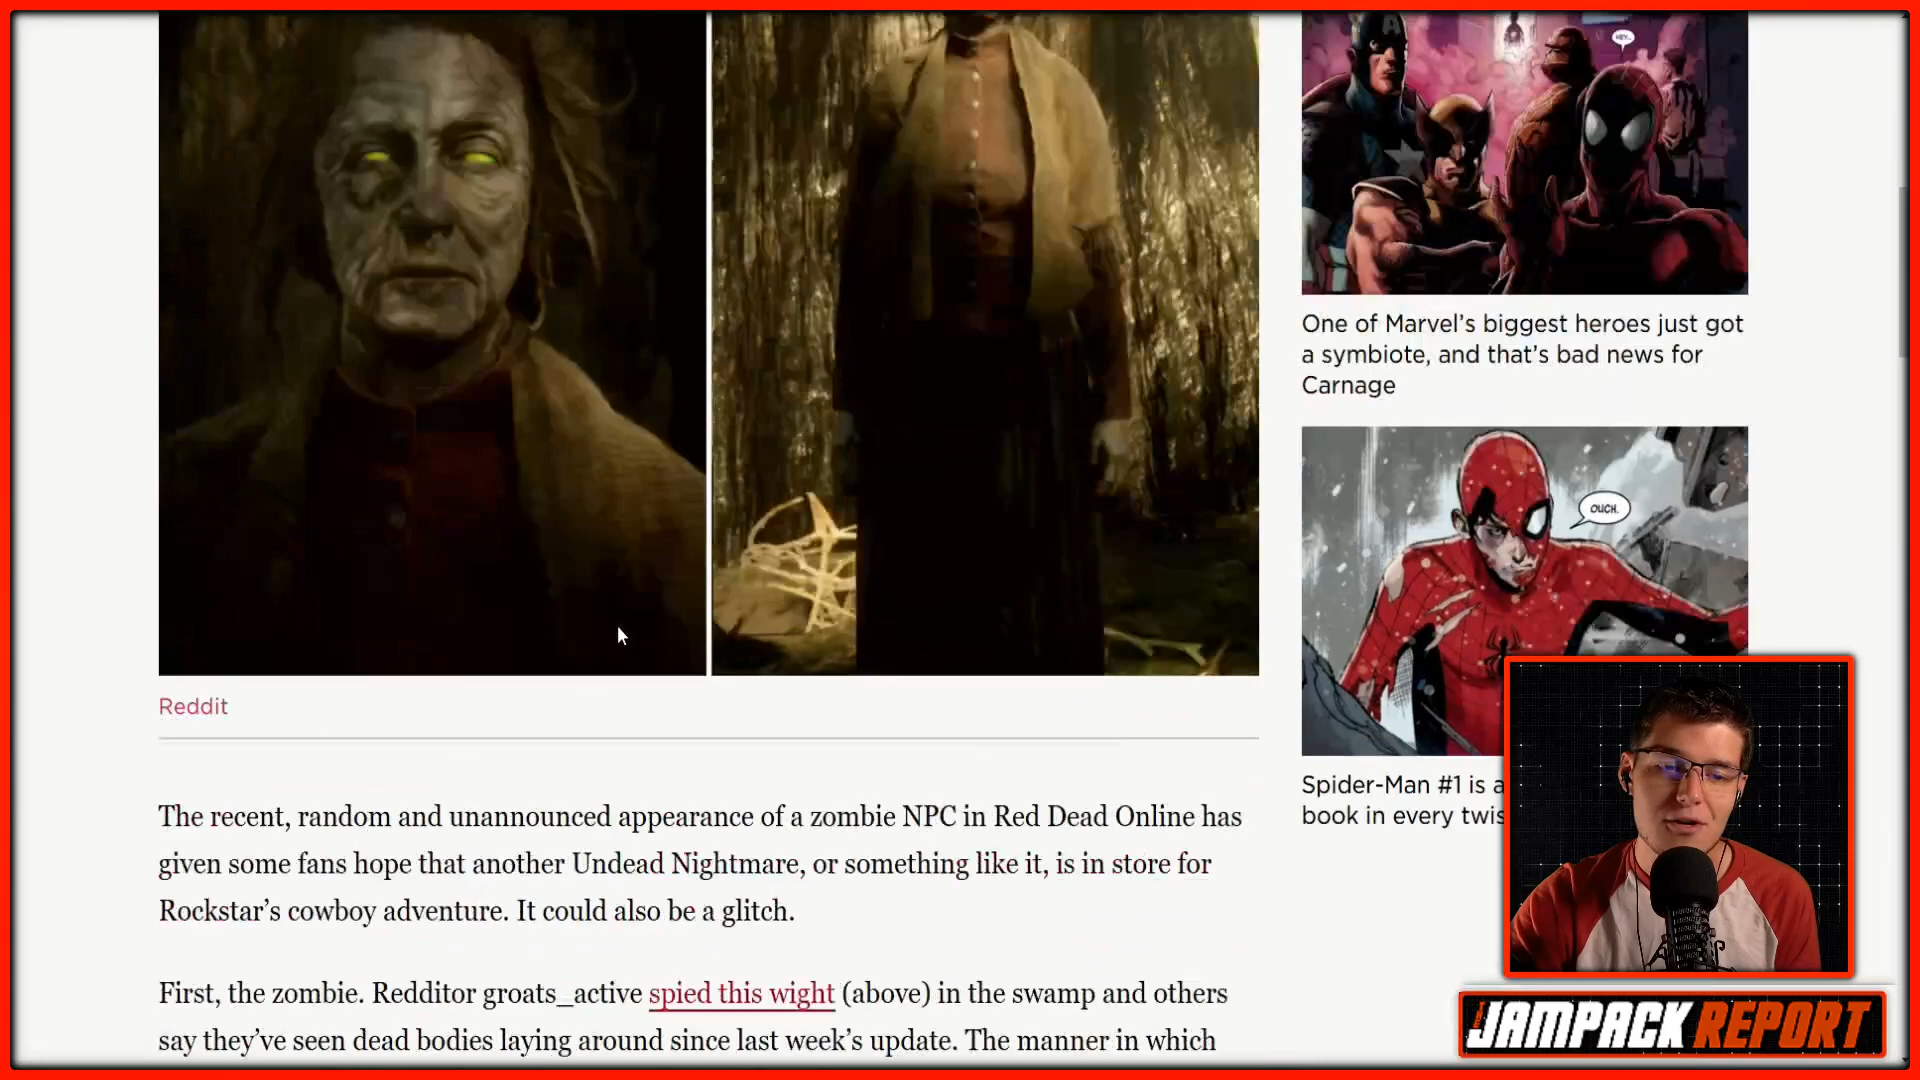 HEY...
One of Marvel's biggest heroes just got
a symbiote, and that's bad news for
Carnage
OUCH.
Spider-Man #1 is a
book in every twis
Reddit
The recent, random and unannounced appearance of a zombie NPC in Red Dead Online has
given some fans hope that another Undead Nightmare, or something like it, is in store for
Rockstar's cowboy adventure. It could also be a glitch.
First, the zombie. Redditor groats_active spied this wight (above) in the swamp and others
say they've seen dead bodies laying around since last week's update. The manner in which
JAMPACK REPORT